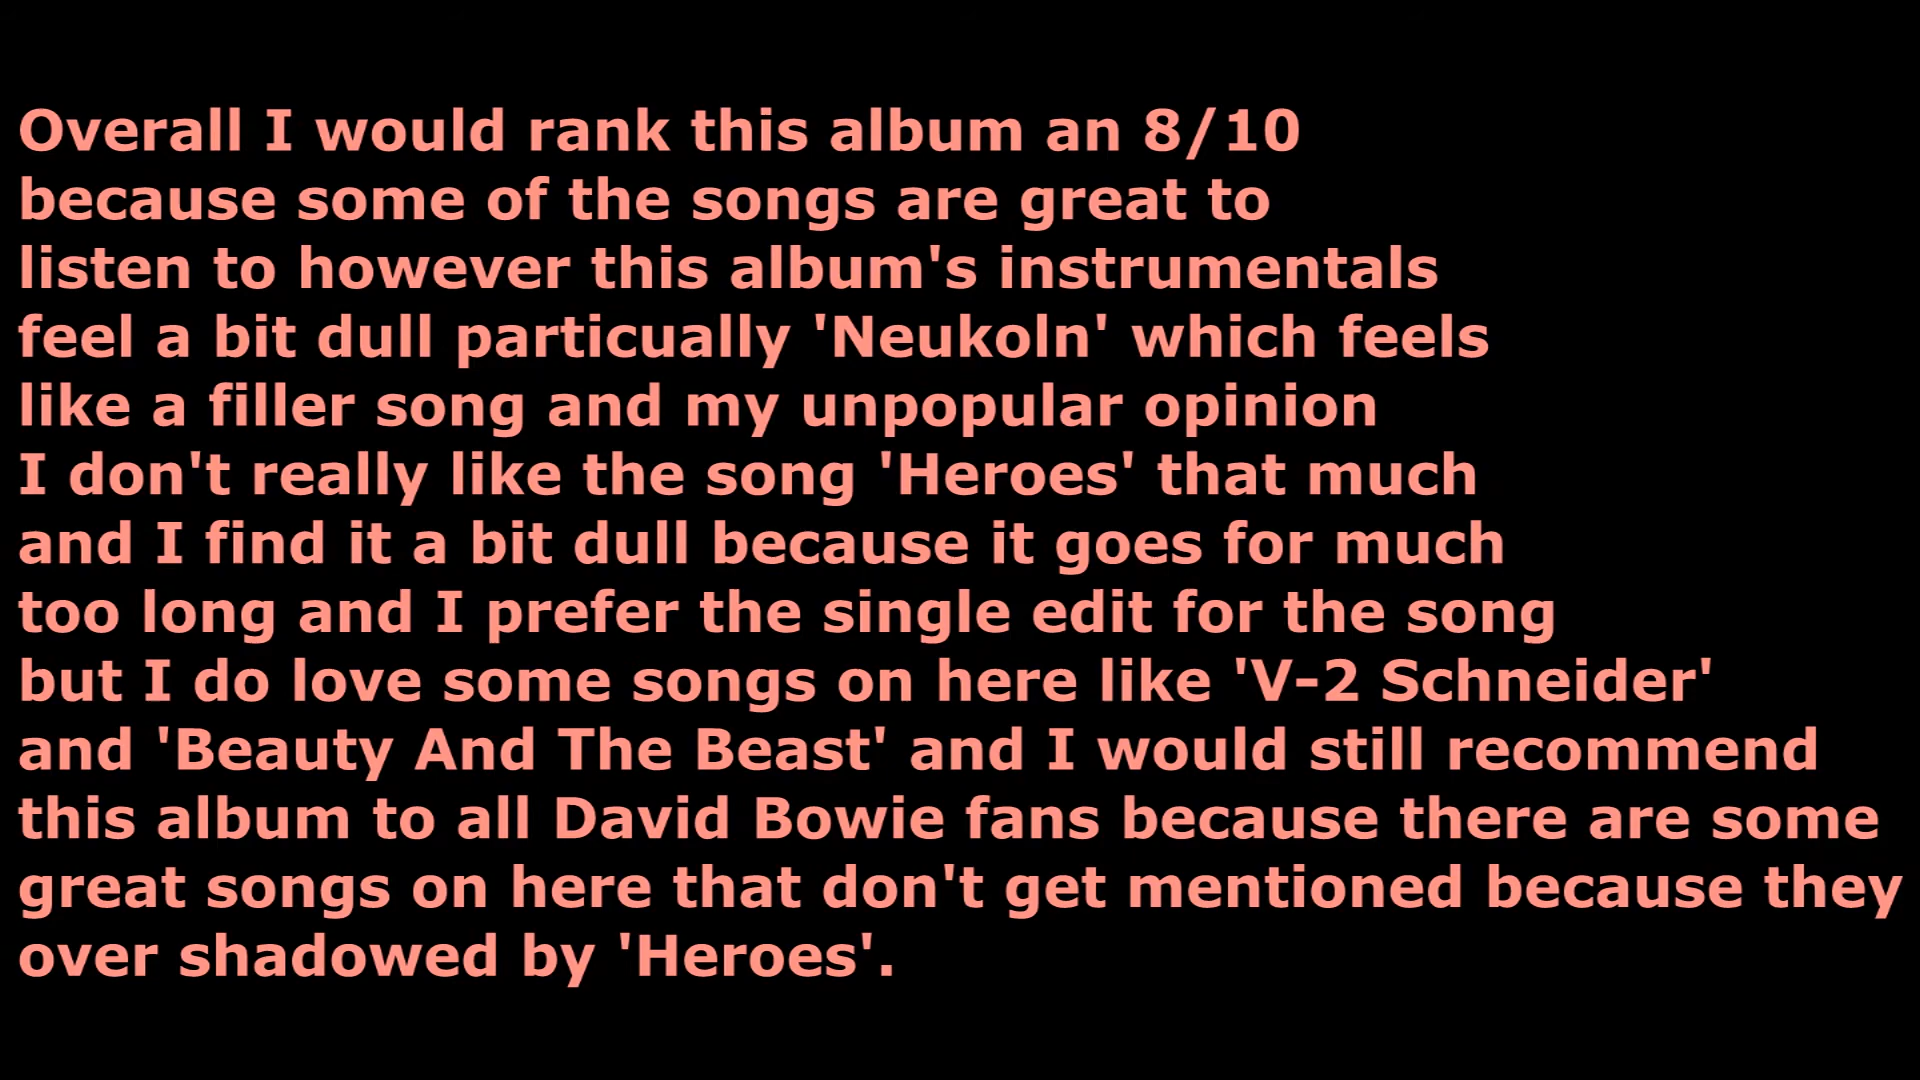 Overall I would rank this album an 8/10
because some of the songs are great to
listen to however this album's instrumentals
feel a bit dull particually 'Neukoln' which feels
like a filler song and my unpopular opinion
I don't really like the song 'Heroes' that much
and I find it a bit dull because it goes for much
too long and I prefer the single edit for the song
but I do love some songs on here like 'V-2 Schneider'
and 'Beauty And The Beast' and I would still recommend
this album to all David Bowie fans because there are some
great songs on here that don't get mentioned because they
over shadowed by 'Heroes'.